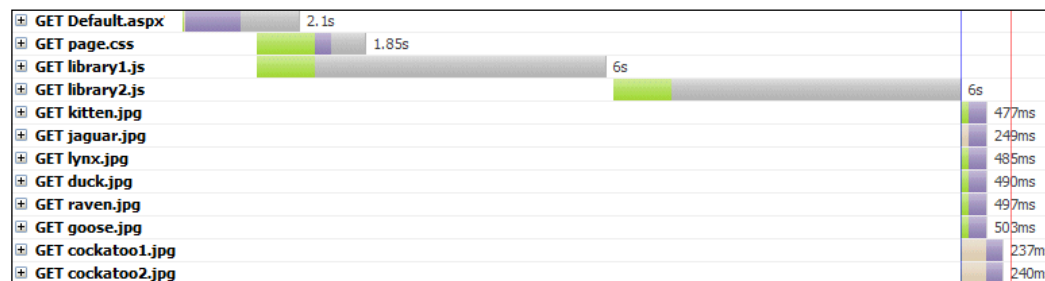 GET Default.aspx 2.1s
GET page.css 1.85s
GET library1.js 6s
GET library2.js 6s
GET kitten.jpg 477ms
GET jaguar.jpg 249ms
GET lynx.jpg 485ms
GET duck.jpg 490ms
GET raven.jpg 497ms
GET goose.jpg 503ms
GET cockatoo1.jpg 237m
GET cockatoo2.jpg 240m